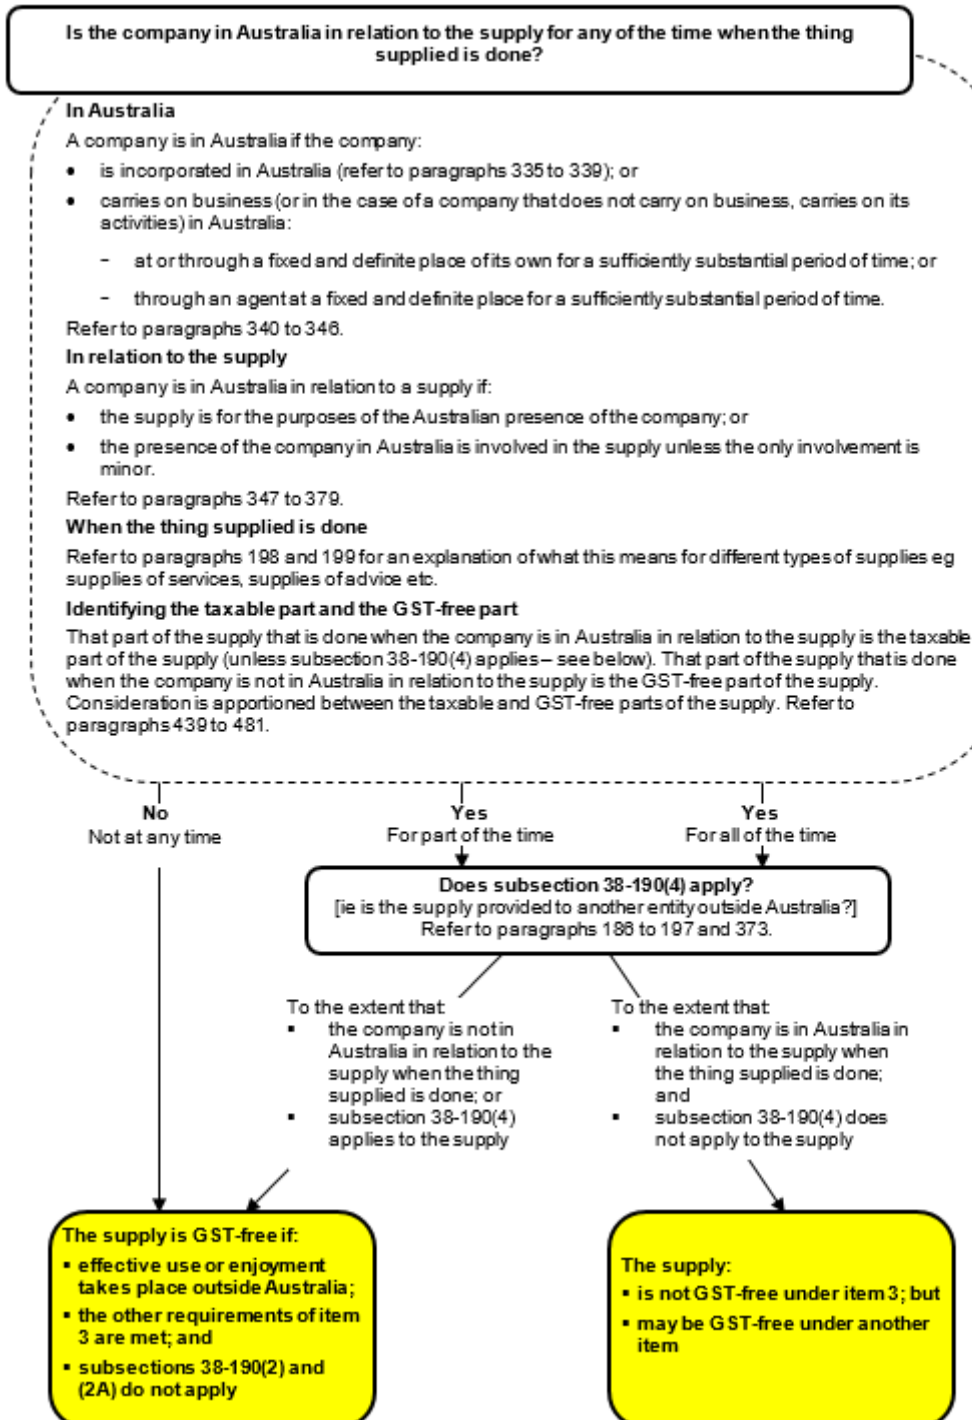 Is the company in Australia in relation to the supply for any of the time when the thing
supplied is done?
In Australia
A company is in Australia if the company:
• is incorporated in Australia (refer to paragraphs 335 to 339); or
• carries on business (or in the case of a company that does not carry on business, carries on its
activities) in Australia:
− at or through a fixed and definite place of its own for a sufficiently substantial period of time; or
− through an agent at a fixed and definite place for a sufficiently substantial period of time.
Refer to paragraphs 340 to 346.
In relation to the supply
A company is in Australia in relation to a supply if:
• the supply is for the purposes of the Australian presence of the company; or
• the presence of the company in Australia is involved in the supply unless the only involvement is
minor.
Refer to paragraphs 347 to 379.
When the thing supplied is done
Refer to paragraphs 198 and 199 for an explanation of what this means for different types of supplies eg
supplies of services, supplies of advice etc.
Identifying the taxable part and the GST-free part
That part of the supply that is done when the company is in Australia in relation to the supply is the taxable
part of the supply (unless subsection 38-190(4) applies – see below). That part of the supply that is done
when the company is not in Australia in relation to the supply is the GST-free part of the supply.
Consideration is apportioned between the taxable and GST-free parts of the supply. Refer to
paragraphs 439 to 481.
No
Not at any time
Yes
For part of the time
Yes
For all of the time
Does subsection 38-190(4) apply?
[ie is the supply provided to another entity outside Australia?]
Refer to paragraphs 186 to 197 and 373.
To the extent that:
▪ the company is not in
Australia in relation to the
supply when the thing
supplied is done; or
▪ subsection 38-190(4)
applies to the supply
To the extent that:
▪ the company is in Australia in
relation to the supply when
the thing supplied is done;
and
▪ subsection 38-190(4) does
not apply to the supply
The supply is GST-free if:
▪ effective use or enjoyment
takes place outside Australia;
▪ the other requirements of item
3 are met; and
▪ subsections 38-190(2) and
(2A) do not apply
The supply:
▪ is not GST-free under item 3; but
▪ may be GST-free under another
item